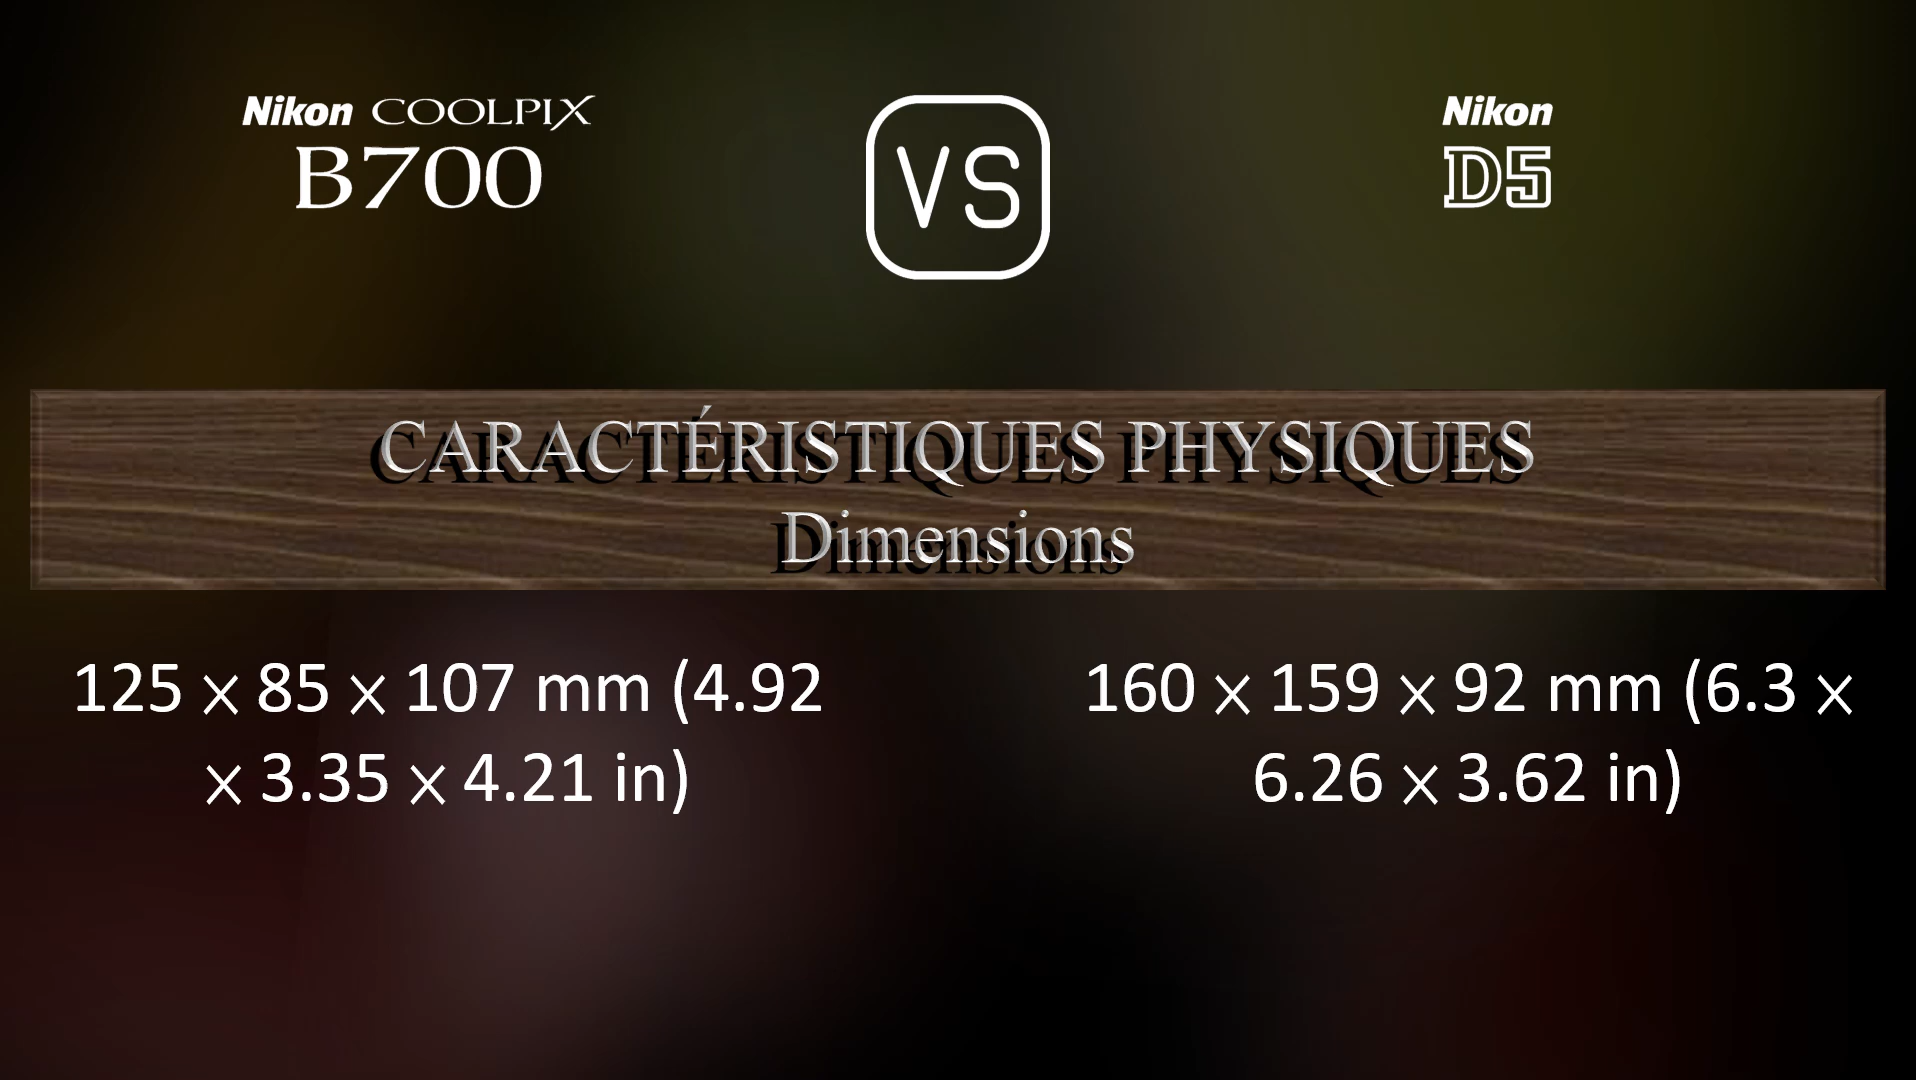 Nikon COOLPIX
B700
VS
Nikon
D5
CARACTÉRISTIQUES PHYSIQUES
Dimensions
125 x 85 x 107 mm (4.92
x 3.35 x 4.21 in)
160 x 159 x 92 mm (6.3 x
6.26 x 3.62 in)